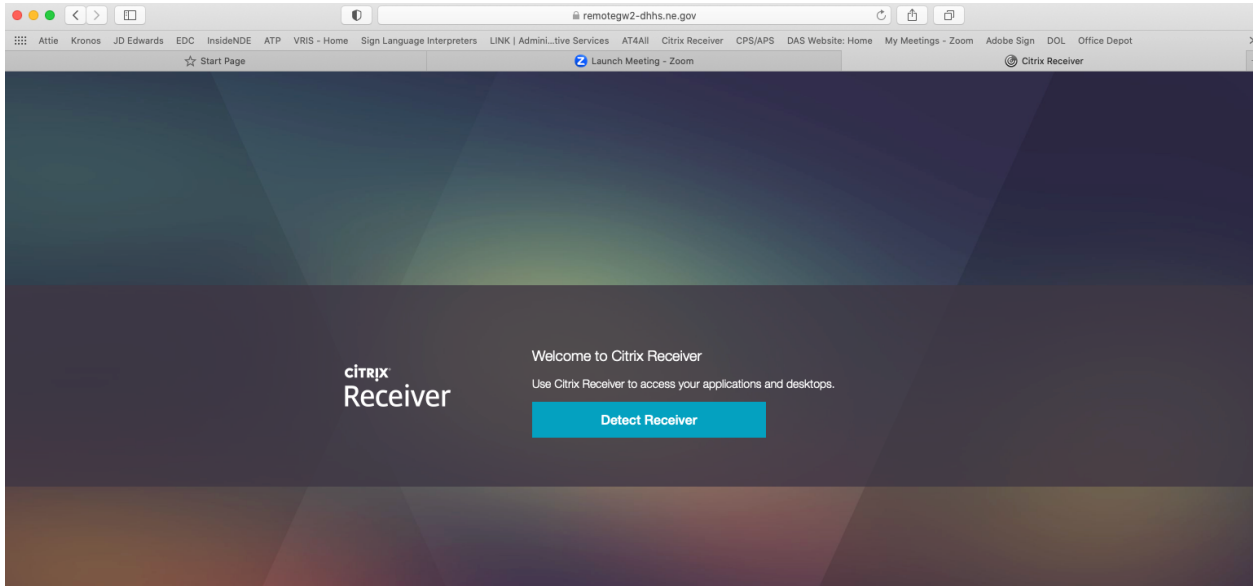 remotegw2-dhhs.ne.gov
Attie Kronos JD Edwards EDC InsideNDE ATP VRIS - Home Sign Language Interpreters LINK | Admini...tive Services AT4All Citrix Receiver CPS/APS DAS Website: Home My Meetings - Zoom Adobe Sign DOL Office Depot
Start Page Launch Meeting - Zoom Citrix Receiver
Welcome to Citrix Receiver
CİTRIX
Receiver
Use Citrix Receiver to access your applications and desktops.
Detect Receiver